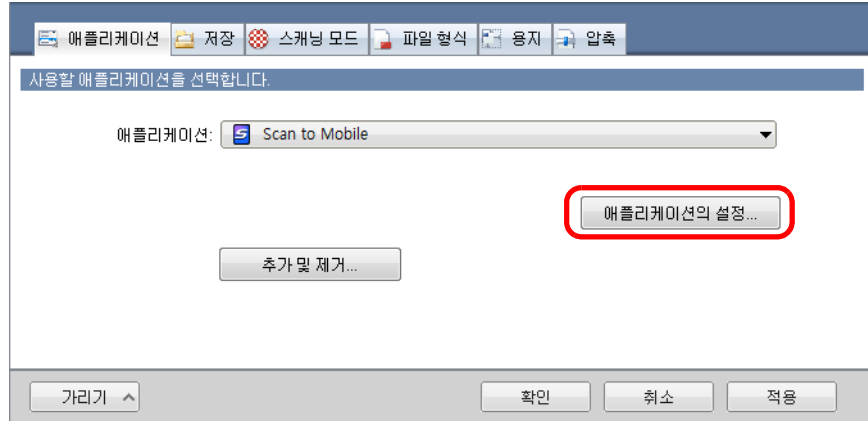 애플리케이션 저장 스캐닝 모드 파일 형식 용지 압축
사용할 애플리케이션을 선택합니다.
애플리케이션: Scan to Mobile
애플리케이션의 설정...
추가 및 제거...
가리기 확인 취소 적용